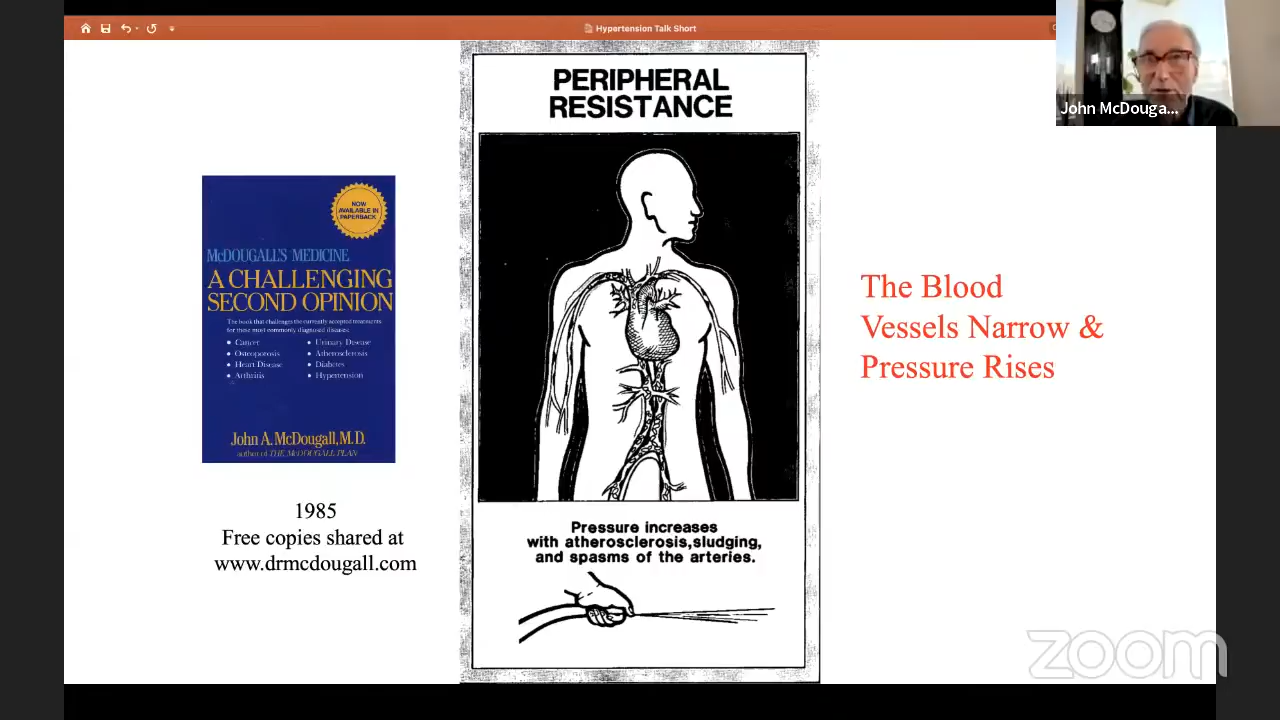 Hypertension Talk Short
John McDouga...
PERIPHERAL
RESISTANCE
NOW
AVAILABLE IN
PAPERBACK
McDOUGALL'S MEDICINE
A CHALLENGING
SECOND OPINION
The book that challenges the currently accepted treatments
for these most commonly diagnosed diseases:
• Cancer
• Osteoporosis
• Heart Disease
• Arthritis
• Urinary Disease
• Atherosclerosis
• Diabetes
• Hypertension
John A. McDougall, M.D.
author of THE McDOUGALL PLAN
1985
Free copies shared at
www.drmcdougall.com
Pressure increases
with atherosclerosis,sludging,
and spasms of the arteries.
The Blood
Vessels Narrow &
Pressure Rises
zoom